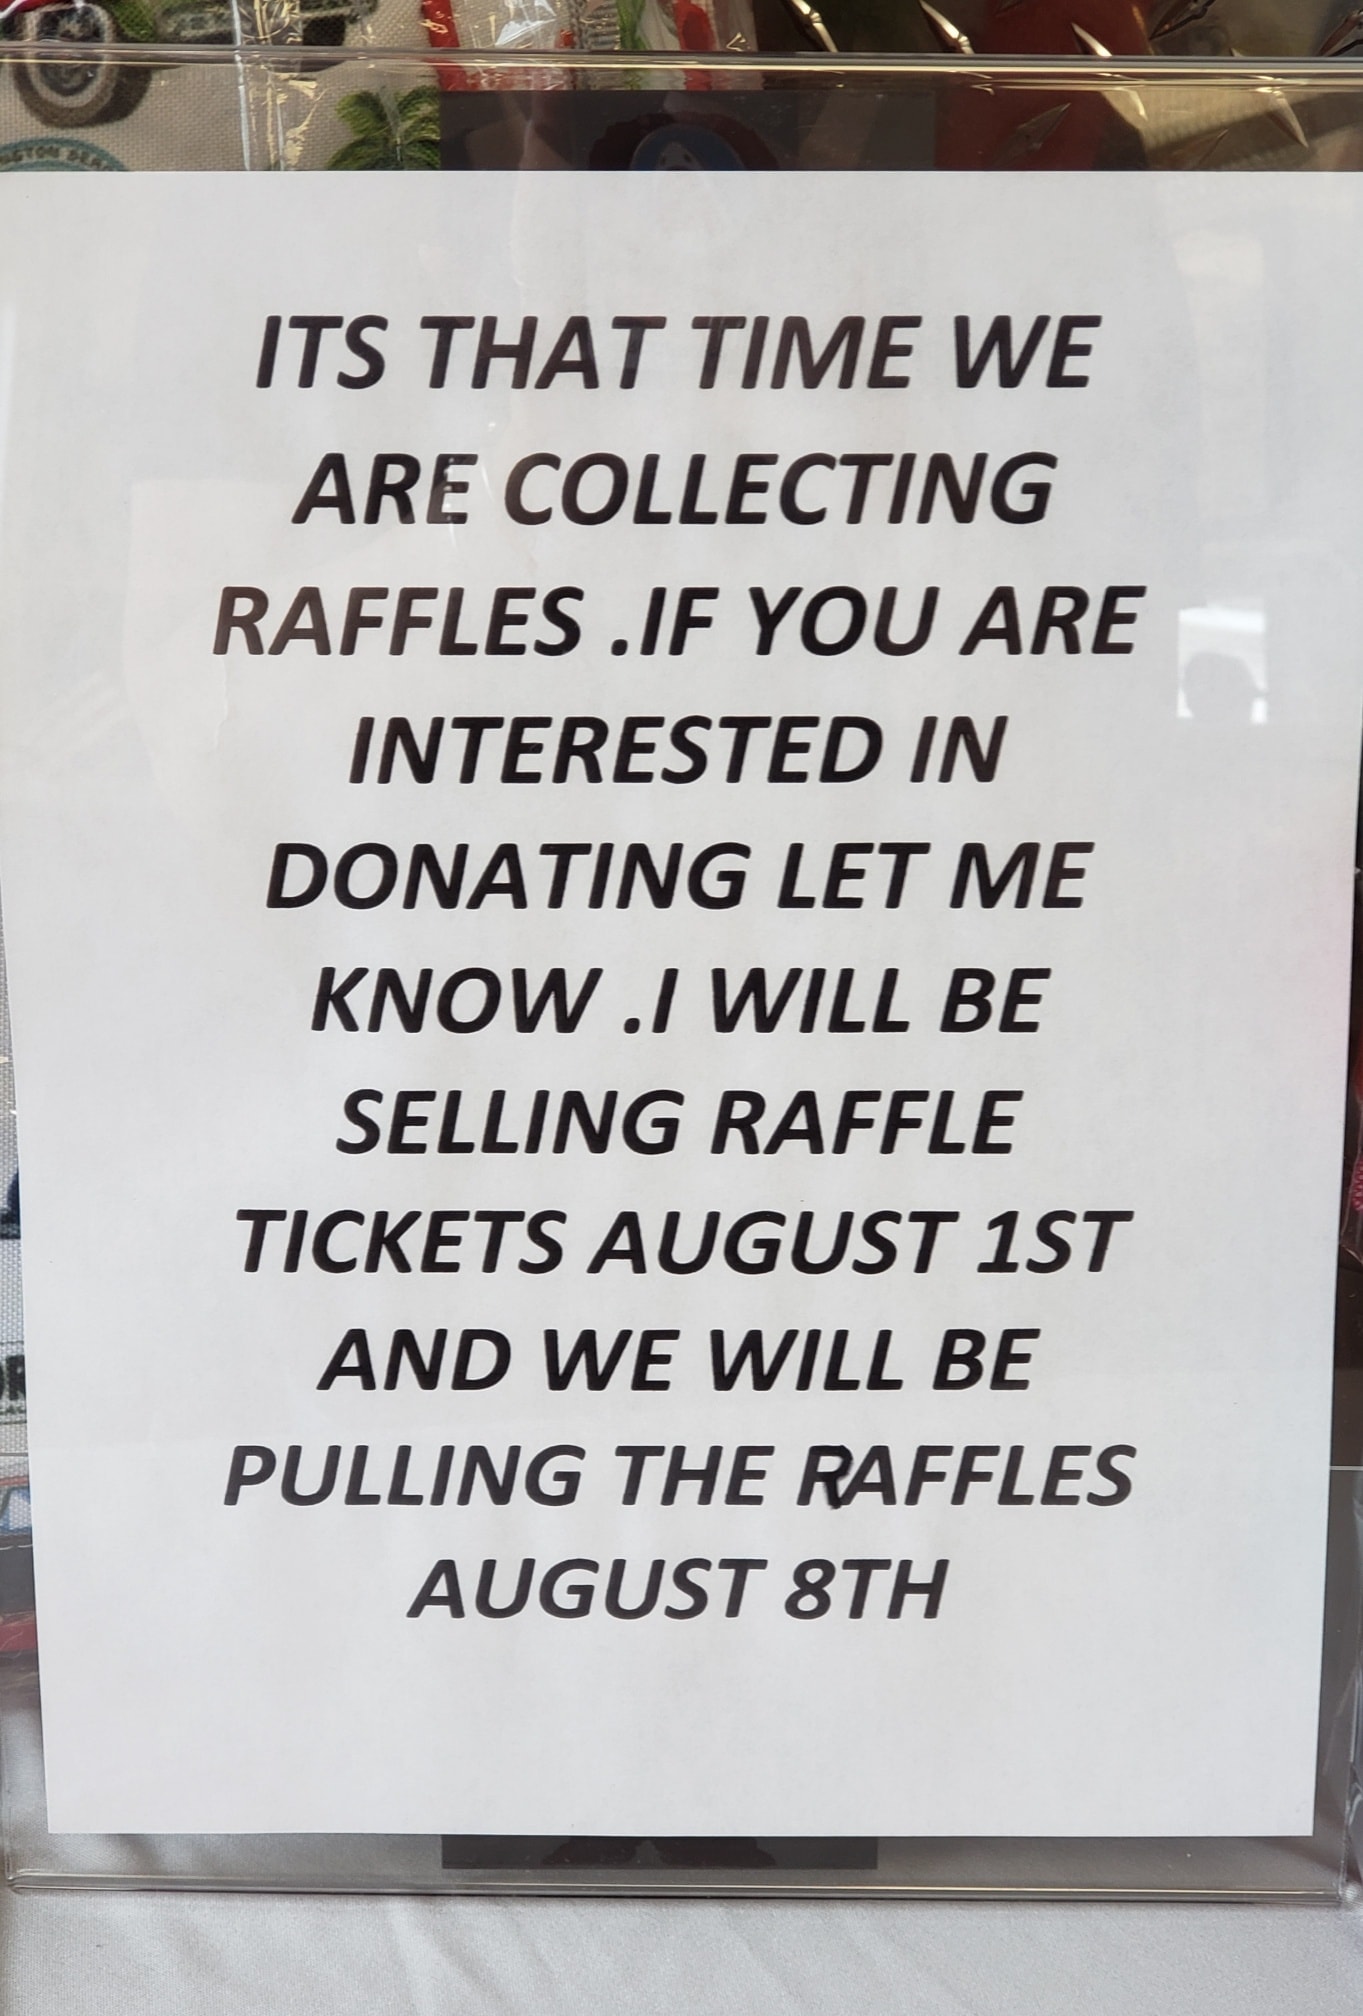 ITS THAT TIME WE
ARE COLLECTING
RAFFLES .IF YOU ARE
INTERESTED IN
DONATING LET ME
KNOW .I WILL BE
SELLING RAFFLE
TICKETS AUGUST 1ST
AND WE WILL BE
PULLING THE RAFFLES
AUGUST 8TH